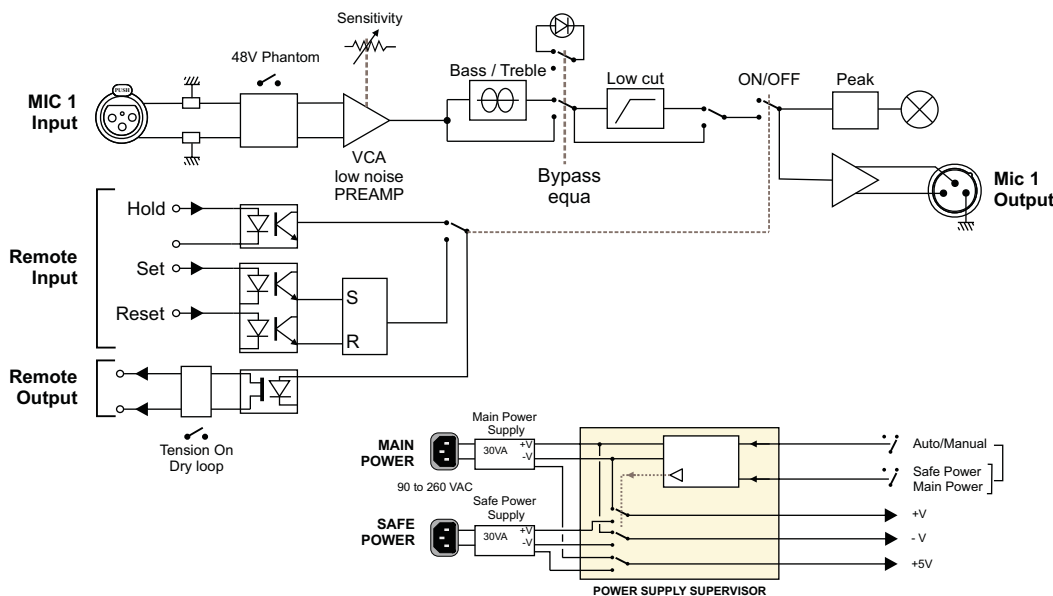 Sensitivity
48V Phantom
MIC 1
Input
PUSH
VCA
low noise
PREAMP
Bass / Treble
Bypass
equa
Low cut
ON/OFF
Peak
Mic 1
Output
Remote
Input
Hold
Set
Reset
S
R
Remote
Output
Tension On
Dry loop
MAIN
POWER
Main Power
Supply
30VA
+V
-V
90 to 260 VAC
SAFE
POWER
Safe Power
Supply
30VA
+V
-V
Auto/Manual
Safe Power
Main Power
+V
- V
+5V
POWER SUPPLY SUPERVISOR